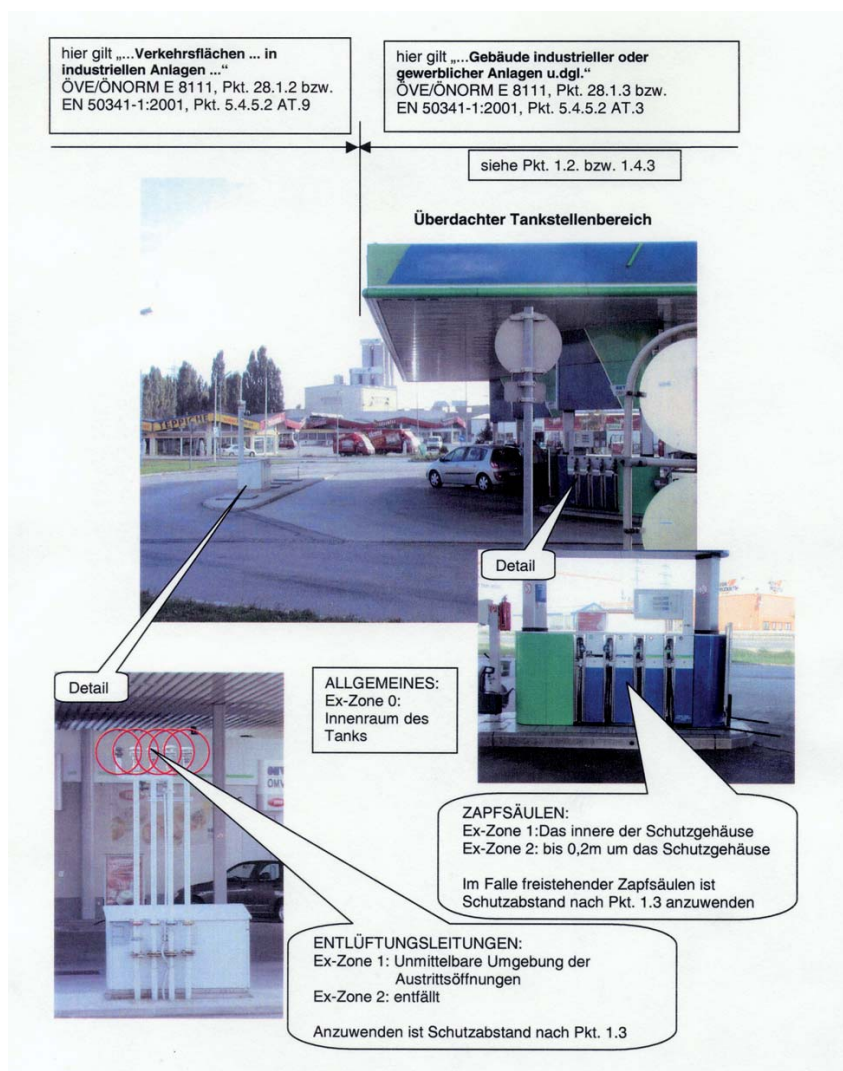 hier gilt „...Verkehrsflächen ... in
industriellen Anlagen ...“
ÖVE/ÖNORM E 8111, Pkt. 28.1.2 bzw.
EN 50341-1:2001, Pkt. 5.4.5.2 AT.9
hier gilt „...Gebäude industrieller oder
gewerblicher Anlagen u.dgl.“
ÖVE/ÖNORM E 8111, Pkt. 28.1.3 bzw.
EN 50341-1:2001, Pkt. 5.4.5.2 AT.3
siehe Pkt. 1.2. bzw. 1.4.3
Überdachter Tankstellenbereich
TEPPICHE
Detail
Detail
ALLGEMEINES:
Ex-Zone 0:
Innenraum des
Tanks
OMV
ZAPFSÄULEN:
Ex-Zone 1:Das innere der Schutzgehäuse
Ex-Zone 2: bis 0,2m um das Schutzgehäuse
Im Falle freistehender Zapfsäulen ist
Schutzabstand nach Pkt. 1.3 anzuwenden
ENTLÜFTUNGSLEITUNGEN:
Ex-Zone 1: Unmittelbare Umgebung der
Austrittsöffnungen
Ex-Zone 2: entfällt
Anzuwenden ist Schutzabstand nach Pkt. 1.3